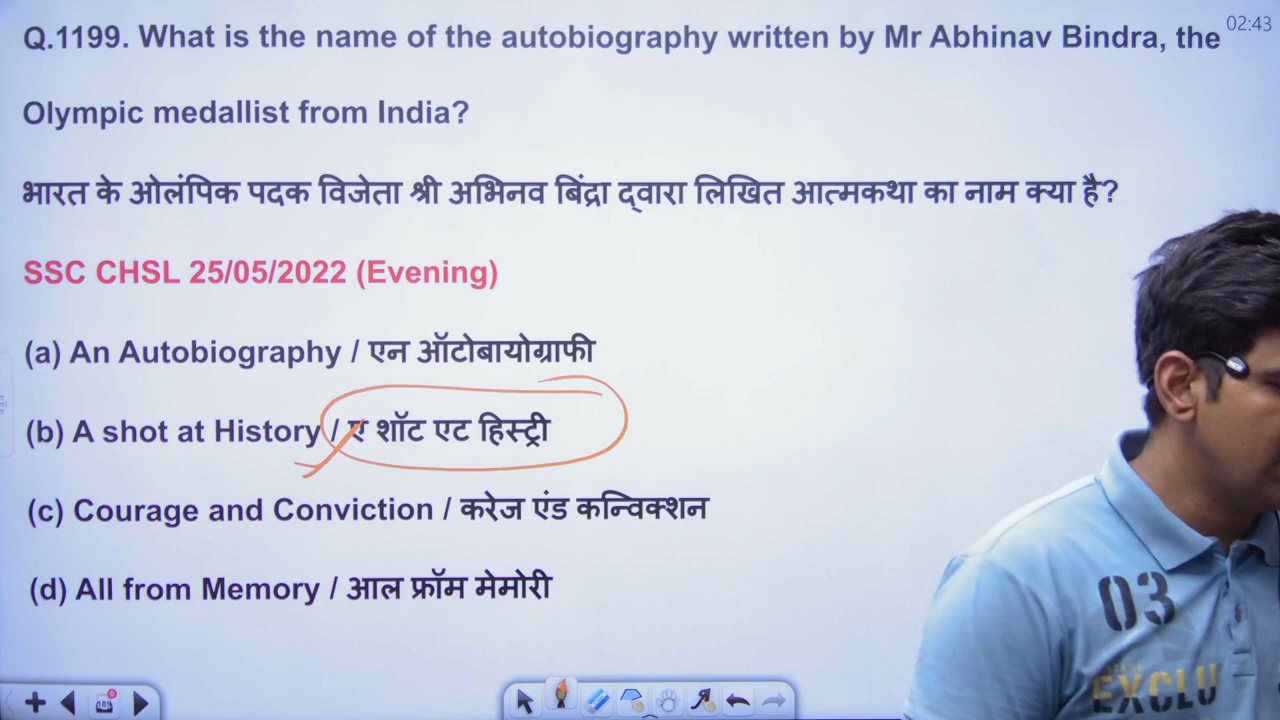 Q.1199. What is the name of the autobiography written by Mr Abhinav Bindra, the
02:43
Olympic medallist from India?
भारत के ओलंपिक पदक विजेता श्री अभिनव बिंद्रा द्वारा लिखित आत्मकथा का नाम क्या है?
SSC CHSL 25/05/2022 (Evening)
(a) An Autobiography / एन ऑटोबायोग्राफी
(b) A shot at History / ए शॉट एट हिस्ट्री
(c) Courage and Conviction / करेज एंड कन्विक्शन
(d) All from Memory / आल फ्रॉम मेमोरी
03
EXCLU
189